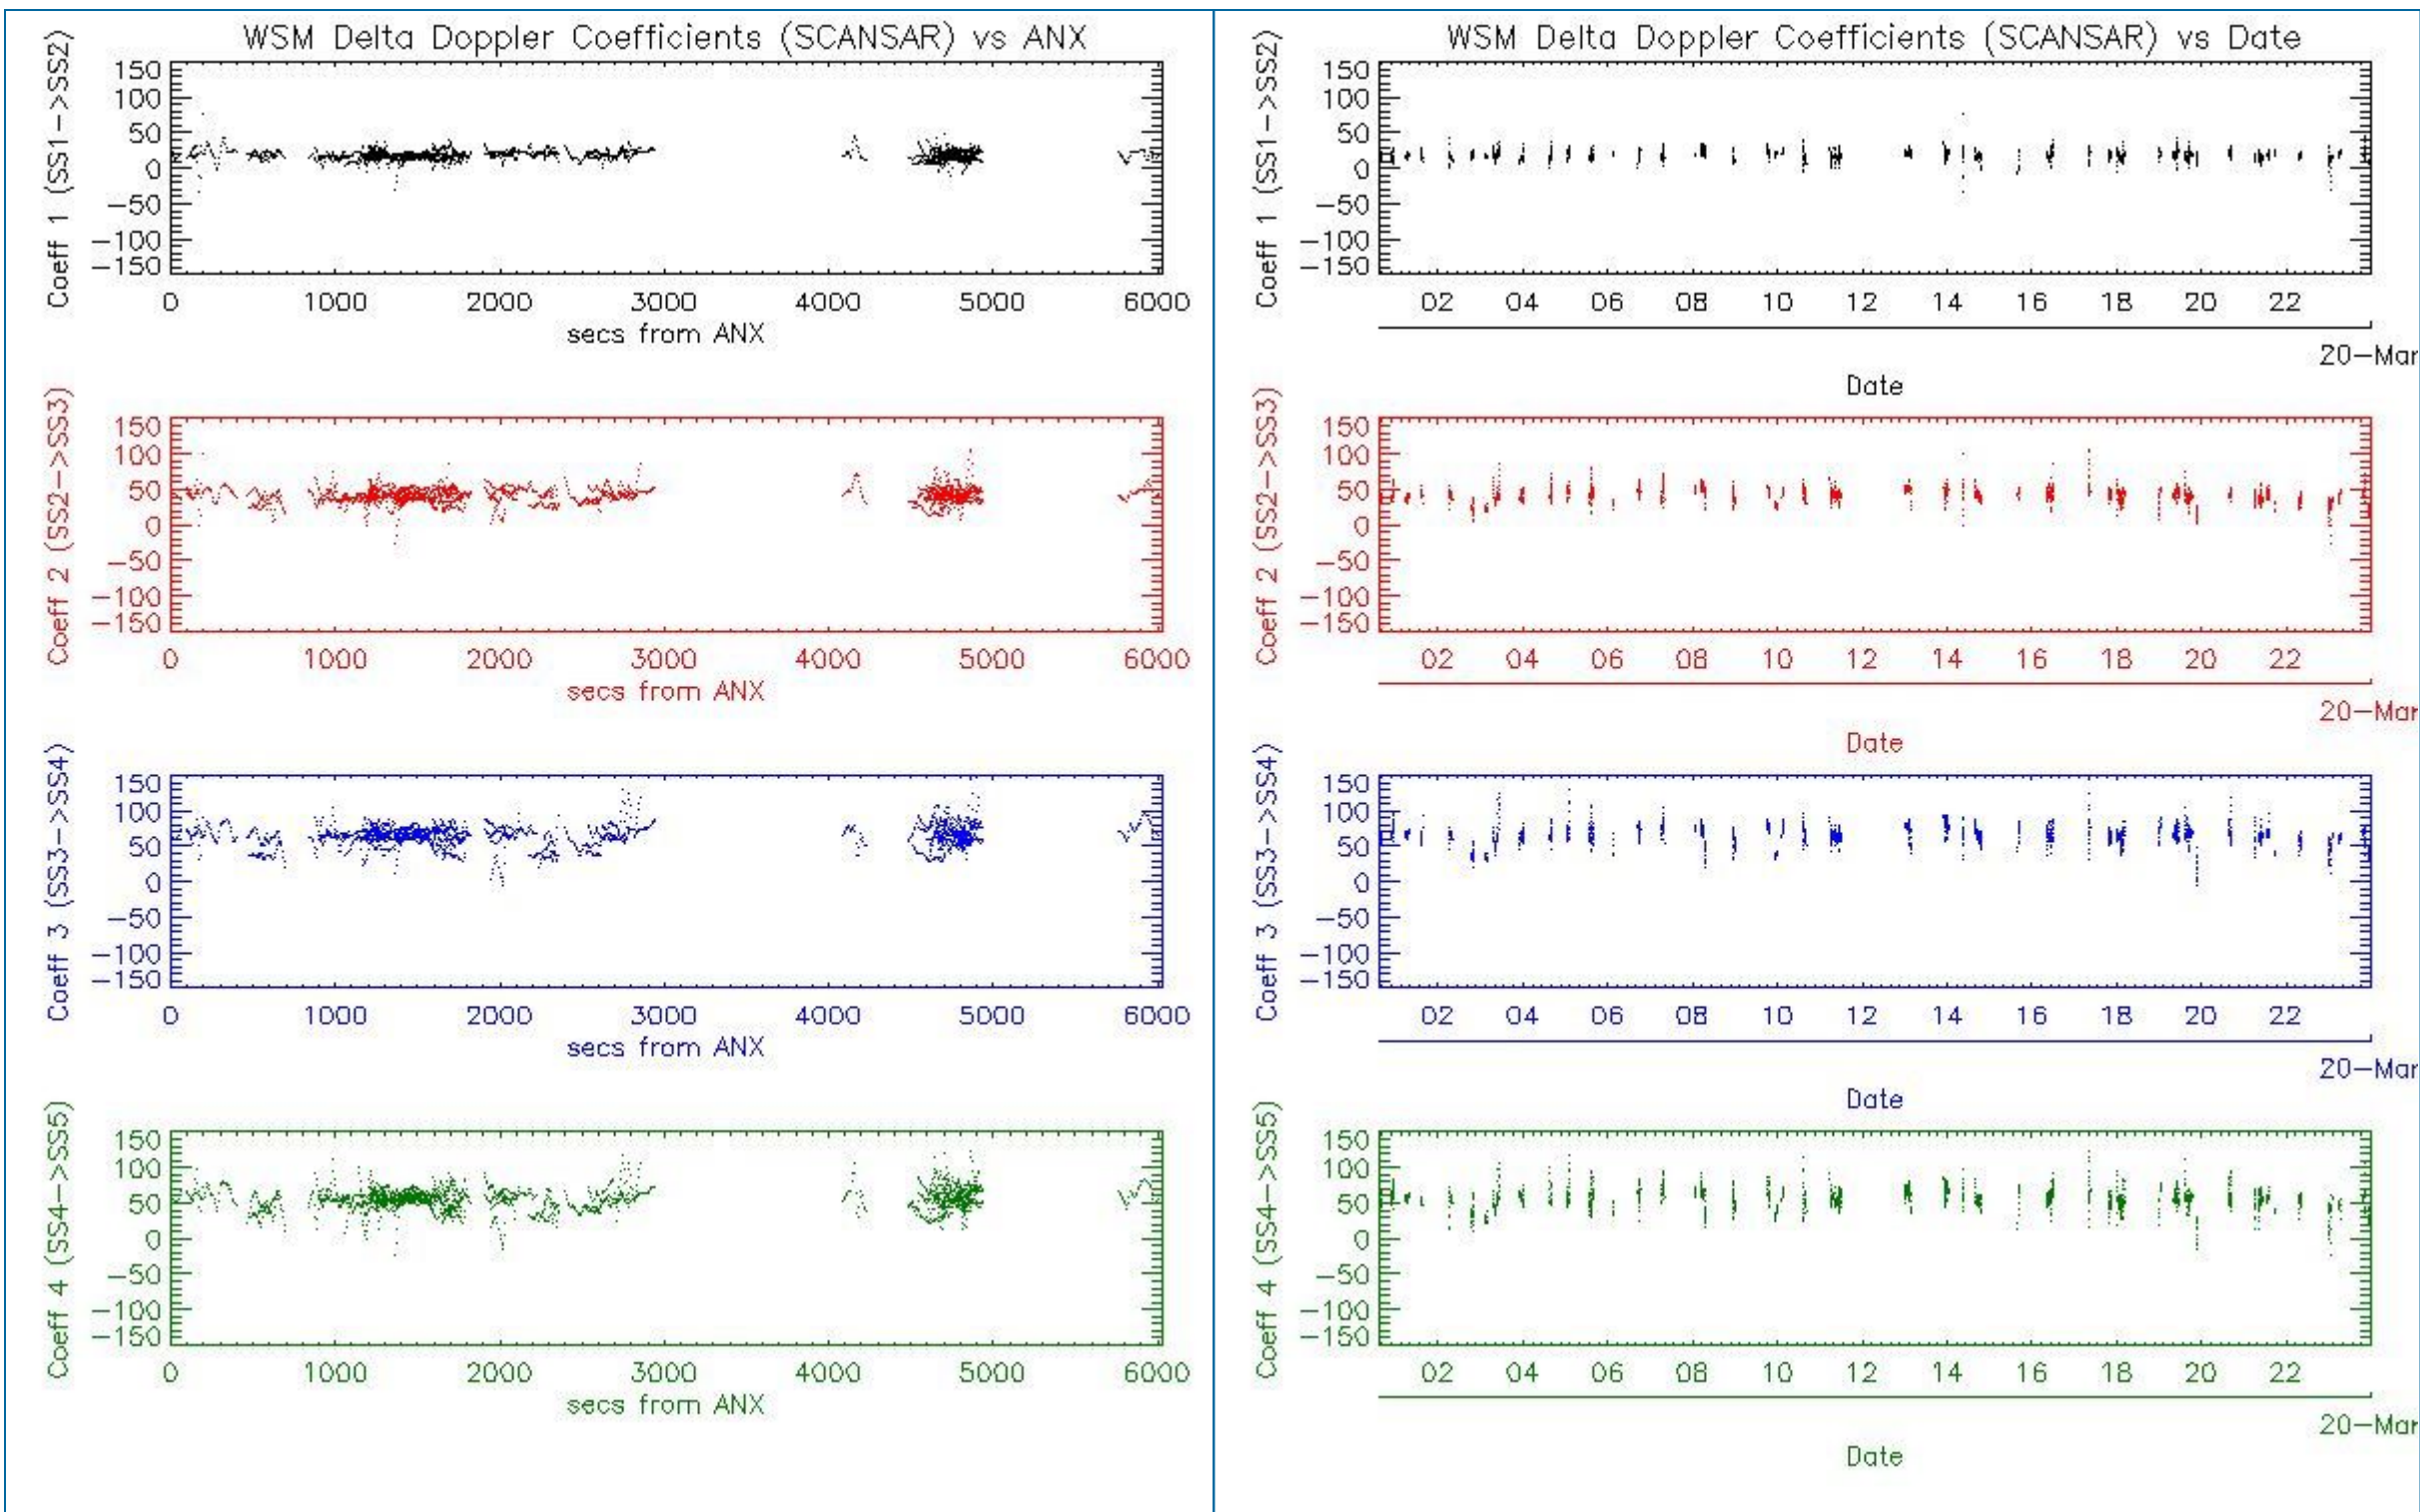 WSM Delta Doppler Coefficients (SCANSAR) vs ANX
Coeff 1 (SS1->SS2)
150
100
50
0
-50
-100
-150
0 1000 2000 3000 4000 5000 6000
secs from ANX
Coeff 2 (SS2->SS3)
150
100
50
0
-50
-100
-150
0 1000 2000 3000 4000 5000 6000
secs from ANX
Coeff 3 (SS3->SS4)
150
100
50
0
-50
-100
-150
0 1000 2000 3000 4000 5000 6000
secs from ANX
Coeff 4 (SS4->SS5)
150
100
50
0
-50
-100
-150
0 1000 2000 3000 4000 5000 6000
secs from ANX
WSM Delta Doppler Coefficients (SCANSAR) vs Date
Coeff 1 (SS1->SS2)
150
100
50
0
-50
-100
-150
02 04 06 08 10 12 14 16 18 20 22
20-Mar
Date
Coeff 2 (SS2->SS3)
150
100
50
0
-50
-100
-150
02 04 06 08 10 12 14 16 18 20 22
20-Mar
Date
Coeff 3 (SS3->SS4)
150
100
50
0
-50
-100
-150
02 04 06 08 10 12 14 16 18 20 22
20-Mar
Date
Coeff 4 (SS4->SS5)
150
100
50
0
-50
-100
-150
02 04 06 08 10 12 14 16 18 20 22
20-Mar
Date